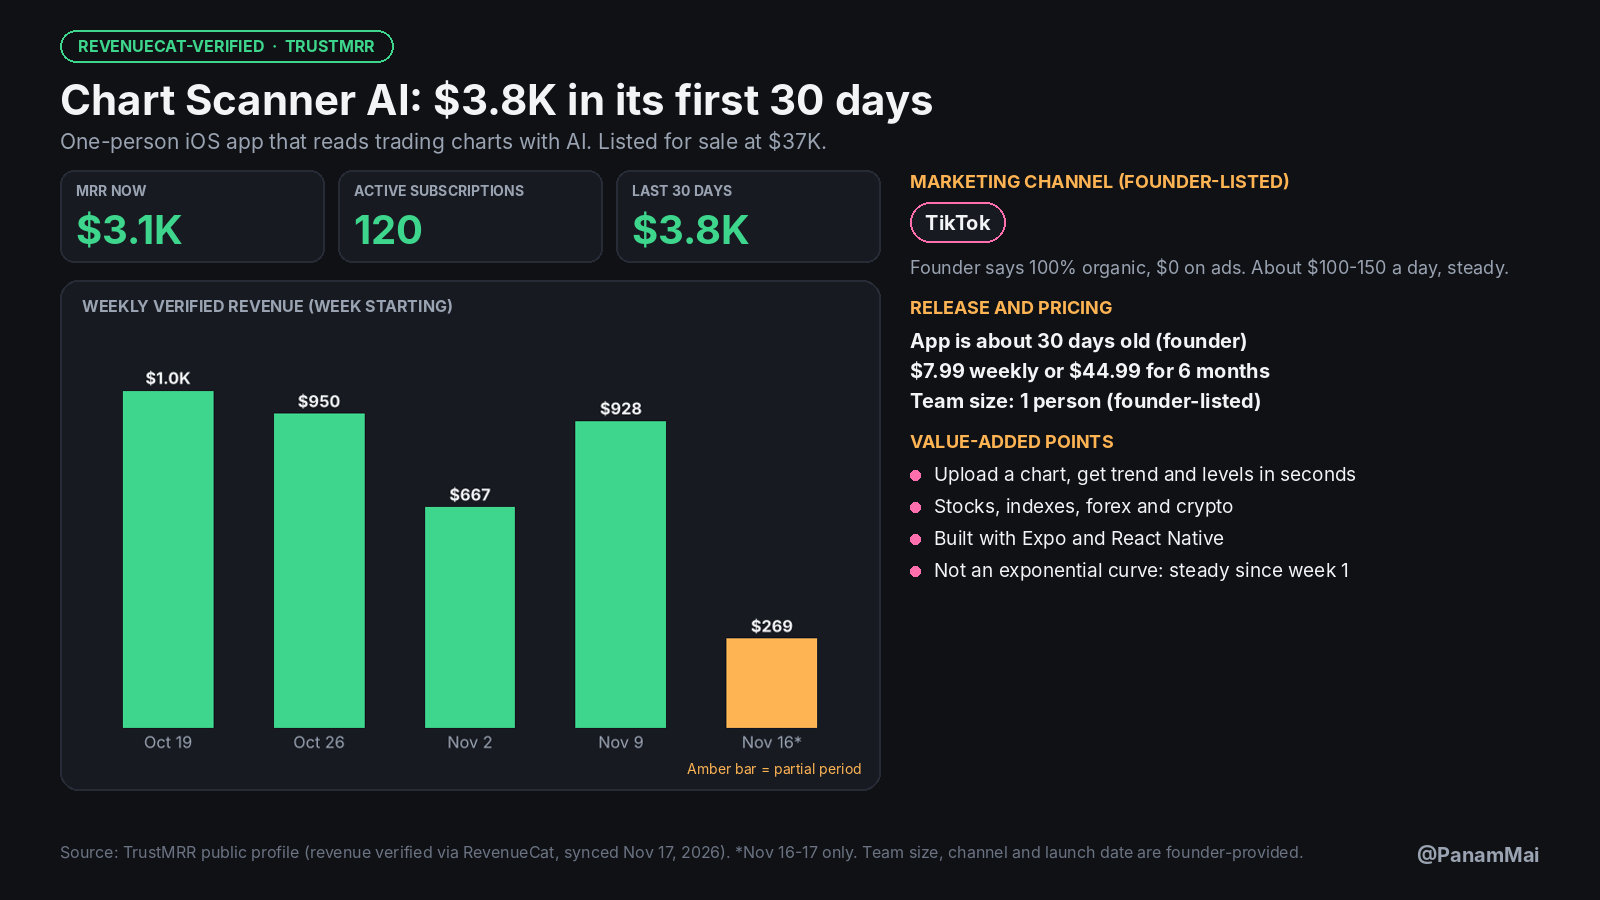 REVENUECAT-VERIFIED · TRUSTMRR
Chart Scanner AI: $3.8K in its first 30 days
One-person iOS app that reads trading charts with AI. Listed for sale at $37K.
MRR NOW
$3.1K
ACTIVE SUBSCRIPTIONS
120
LAST 30 DAYS
$3.8K
WEEKLY VERIFIED REVENUE (WEEK STARTING)
$1.0K
$950
$667
$928
$269
Oct 19
Oct 26
Nov 2
Nov 9
Nov 16*
Amber bar = partial period
MARKETING CHANNEL (FOUNDER-LISTED)
TikTok
Founder says 100% organic, $0 on ads. About $100-150 a day, steady.
RELEASE AND PRICING
App is about 30 days old (founder)
$7.99 weekly or $44.99 for 6 months
Team size: 1 person (founder-listed)
VALUE-ADDED POINTS
Upload a chart, get trend and levels in seconds
Stocks, indexes, forex and crypto
Built with Expo and React Native
Not an exponential curve: steady since week 1
Source: TrustMRR public profile (revenue verified via RevenueCat, synced Nov 17, 2026). *Nov 16-17 only. Team size, channel and launch date are founder-provided.
@PanamMai